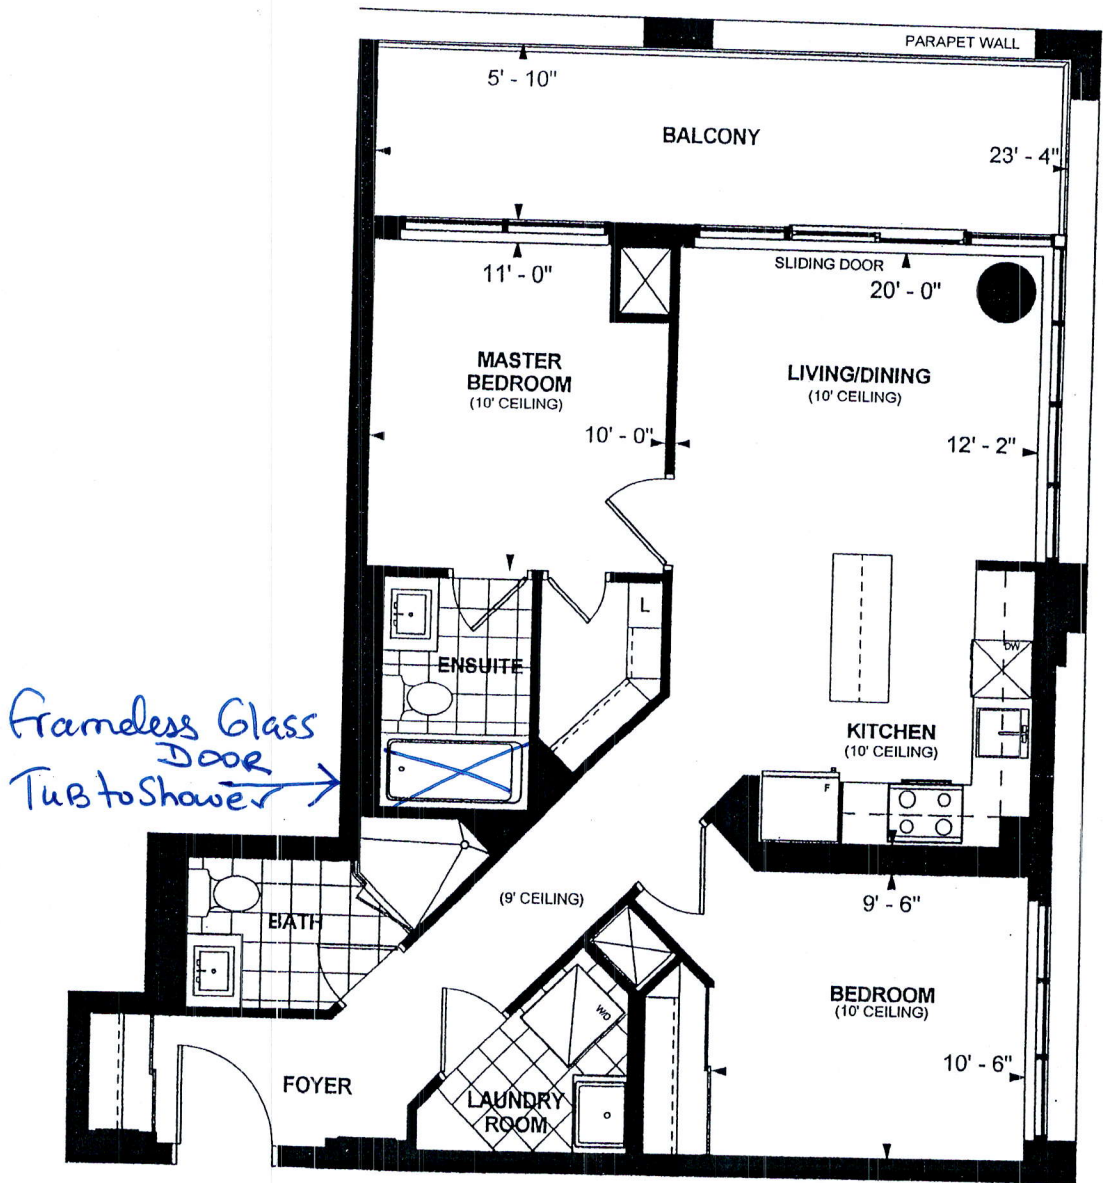 PARAPET WALL
5' - 10"
BALCONY
23' - 4"
SLIDING DOOR
11' - 0"
20' - 0"
MASTER
BEDROOM
(10' CEILING)
LIVING/DINING
(10' CEILING)
10' - 0"
12' - 2"
L
DW
ENSUITE
Frameless Glass
DOOR
Tub to Shower
KITCHEN
(10' CEILING)
F
(9' CEILING)
9' - 6"
BATH
BEDROOM
(10' CEILING)
W/D
10' - 6"
FOYER
LAUNDRY
ROOM